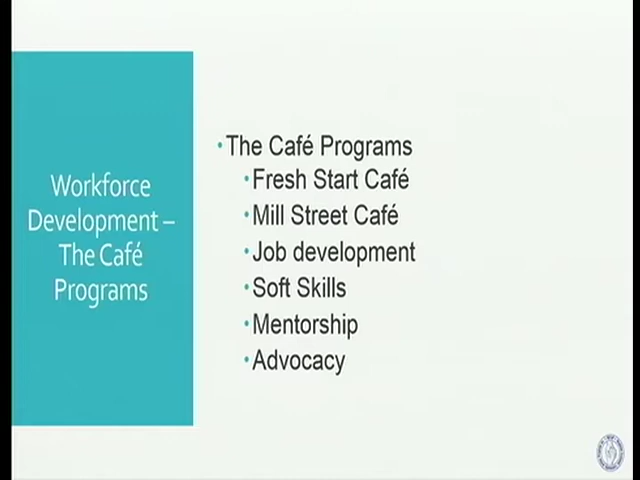 Workforce
Development –
The Café
Programs
•The Café Programs
•Fresh Start Café
•Mill Street Café
•Job development
•Soft Skills
•Mentorship
•Advocacy